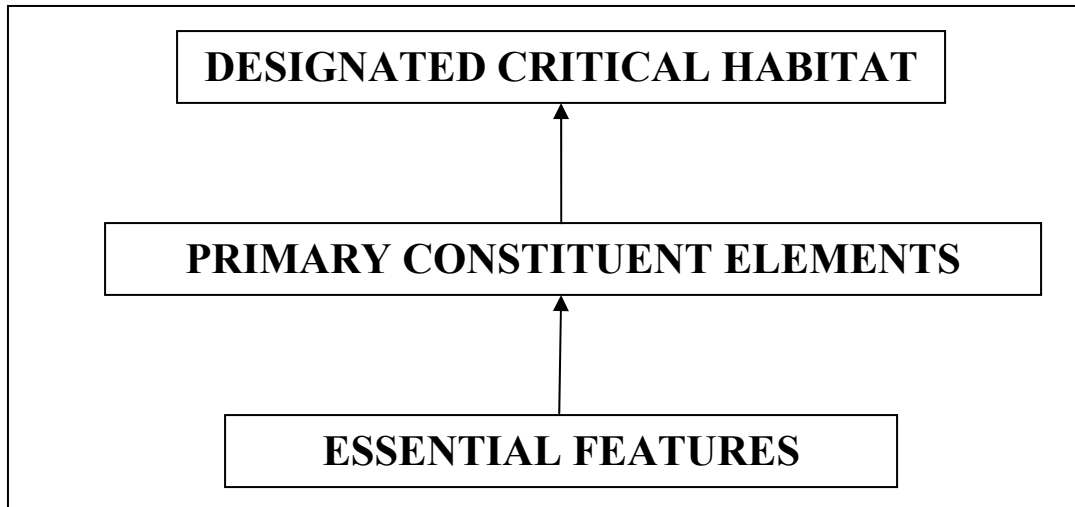 DESIGNATED CRITICAL HABITAT
PRIMARY CONSTITUENT ELEMENTS
ESSENTIAL FEATURES